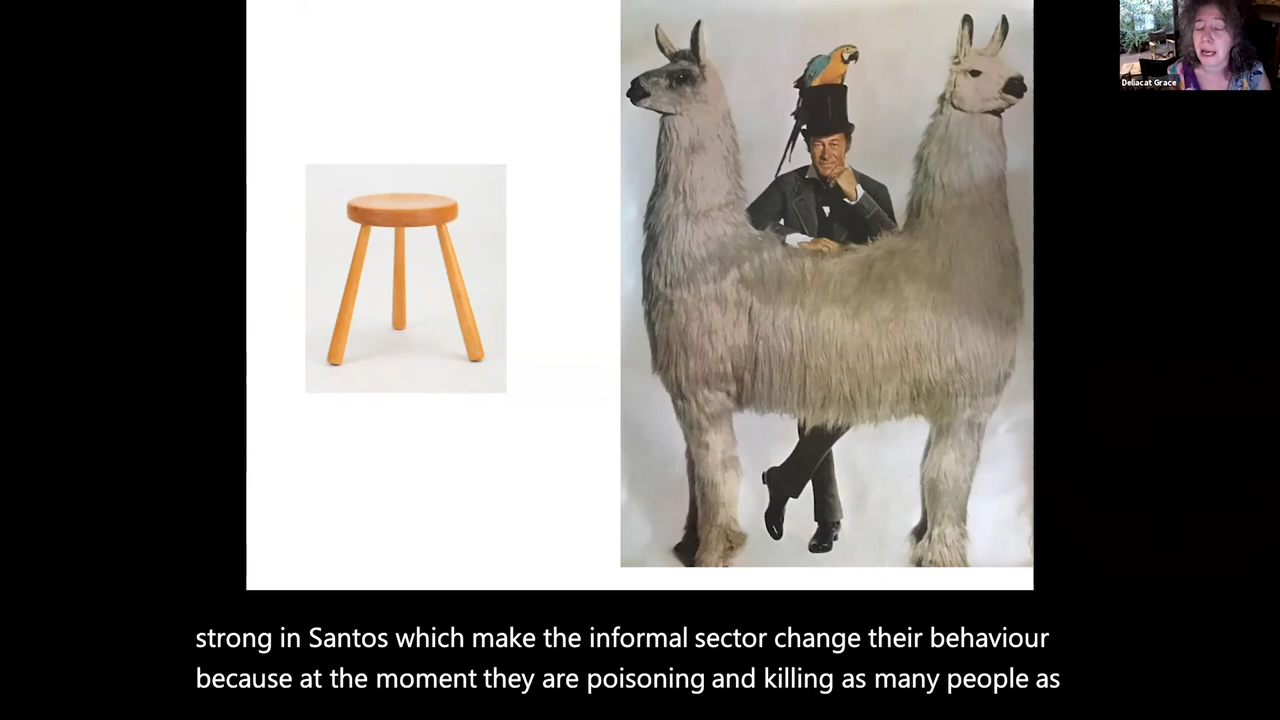 Deliacat Grace
strong in Santos which make the informal sector change their behaviour
because at the moment they are poisoning and killing as many people as